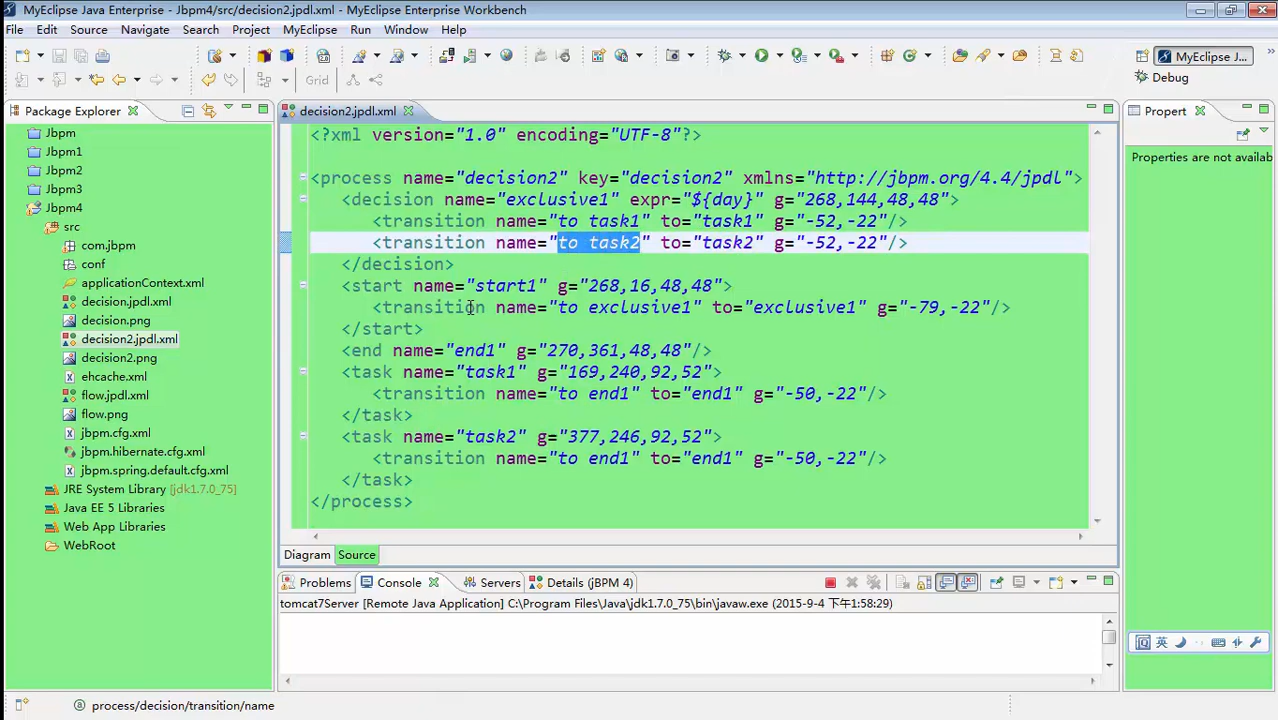 MyEclipse Java Enterprise - Jbpm4/src/decision2.jpdl.xml - MyEclipse Enterprise Workbench
File Edit Source Navigate Search Project MyEclipse Run Window Help
MyEclipse J...
Grid
Debug
Package Explorer
decision2.jpdl.xml
Propert
Jbpm
Jbpm1
Jbpm2
Jbpm3
Jbpm4
src
com.jbpm
conf
applicationContext.xml
decision.jpdl.xml
decision.png
decision2.jpdl.xml
decision2.png
ehcache.xml
flow.jpdl.xml
flow.png
jbpm.cfg.xml
jbpm.hibernate.cfg.xml
jbpm.spring.default.cfg.xml
JRE System Library [jdk1.7.0_75]
Java EE 5 Libraries
Web App Libraries
WebRoot
<?xml version="1.0" encoding="UTF-8"?>
<process name="decision2" key="decision2" xmlns="http://jbpm.org/4.4/jpdl">
<decision name="exclusive1" expr="${day}" g="268,144,48,48">
<transition name="to task1" to="task1" g="-52,-22"/>
<transition name="to task2" to="task2" g="-52,-22"/>
</decision>
<start name="start1" g="268,16,48,48">
<transition name="to exclusive1" to="exclusive1" g="-79,-22"/>
</start>
<end name="end1" g="270,361,48,48"/>
<task name="task1" g="169,240,92,52">
<transition name="to end1" to="end1" g="-50,-22"/>
</task>
<task name="task2" g="377,246,92,52">
<transition name="to end1" to="end1" g="-50,-22"/>
</task>
</process>
Properties are not availab
Diagram Source
Problems Console Servers Details (jBPM 4)
tomcat7Server [Remote Java Application] C:\Program Files\Java\jdk1.7.0_75\bin\javaw.exe (2015-9-4 下午1:58:29)
英
process/decision/transition/name